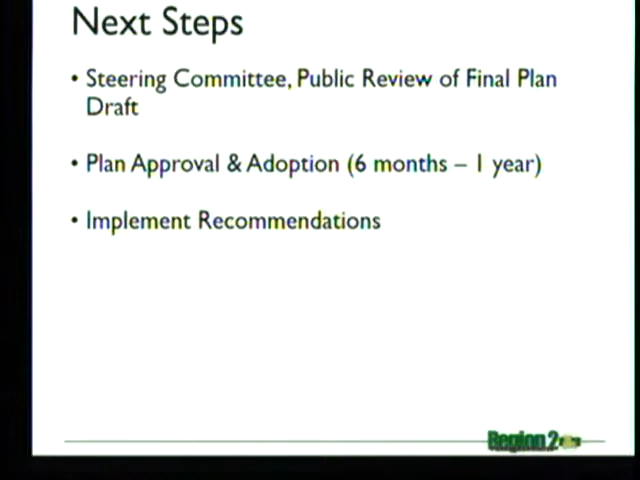 Next Steps
• Steering Committee, Public Review of Final Plan
Draft
• Plan Approval & Adoption (6 months – 1 year)
• Implement Recommendations
Region 2